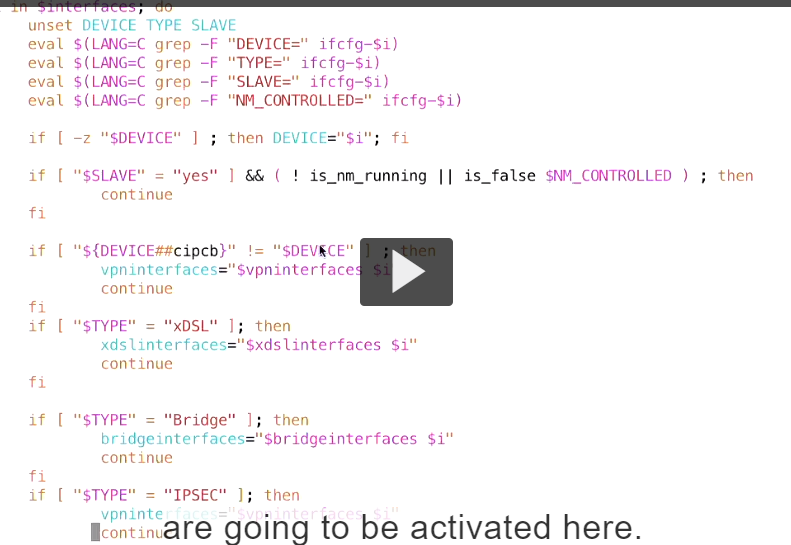 in $interfaces; do
unset DEVICE TYPE SLAVE
eval $(LANG=C grep -F "DEVICE=" ifcfg-$i)
eval $(LANG=C grep -F "TYPE=" ifcfg-$i)
eval $(LANG=C grep -F "SLAVE=" ifcfg-$i)
eval $(LANG=C grep -F "NM_CONTROLLED=" ifcfg-$i)
if [ -z "$DEVICE" ] ; then DEVICE="$i"; fi
if [ "$SLAVE" = "yes" ] && ( ! is_nm_running || is_false $NM_CONTROLLED ) ; then
continue
fi
if [ "${DEVICE##cipcb}" != "$DEVICE" ] ; then
vpninterfaces="$vpninterfaces $i
continue
fi
if [ "$TYPE" = "xDSL" ]; then
xdslinterfaces="$xdslinterfaces $i"
continue
fi
if [ "$TYPE" = "Bridge" ]; then
bridgeinterfaces="$bridgeinterfaces $i"
continue
fi
if [ "$TYPE" = "IPSEC" ]; then
vpninterfaces="$vpninterfaces $i"
continu
are going to be activated here.